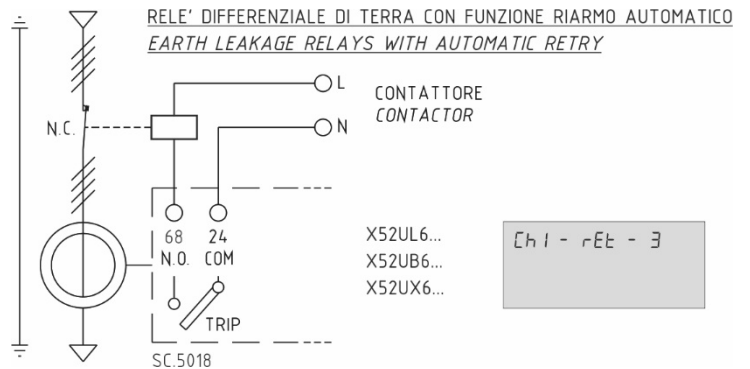 RELE' DIFFERENZIALE DI TERRA CON FUNZIONE RIARMO AUTOMATICO
EARTH LEAKAGE RELAYS WITH AUTOMATIC RETRY
L
CONTATTORE
CONTACTOR
N
N.C.
68 24
N.O. COM
TRIP
SC.5018
X52UL6...
X52UB6...
X52UX6...
Ch1 - rEt - 3